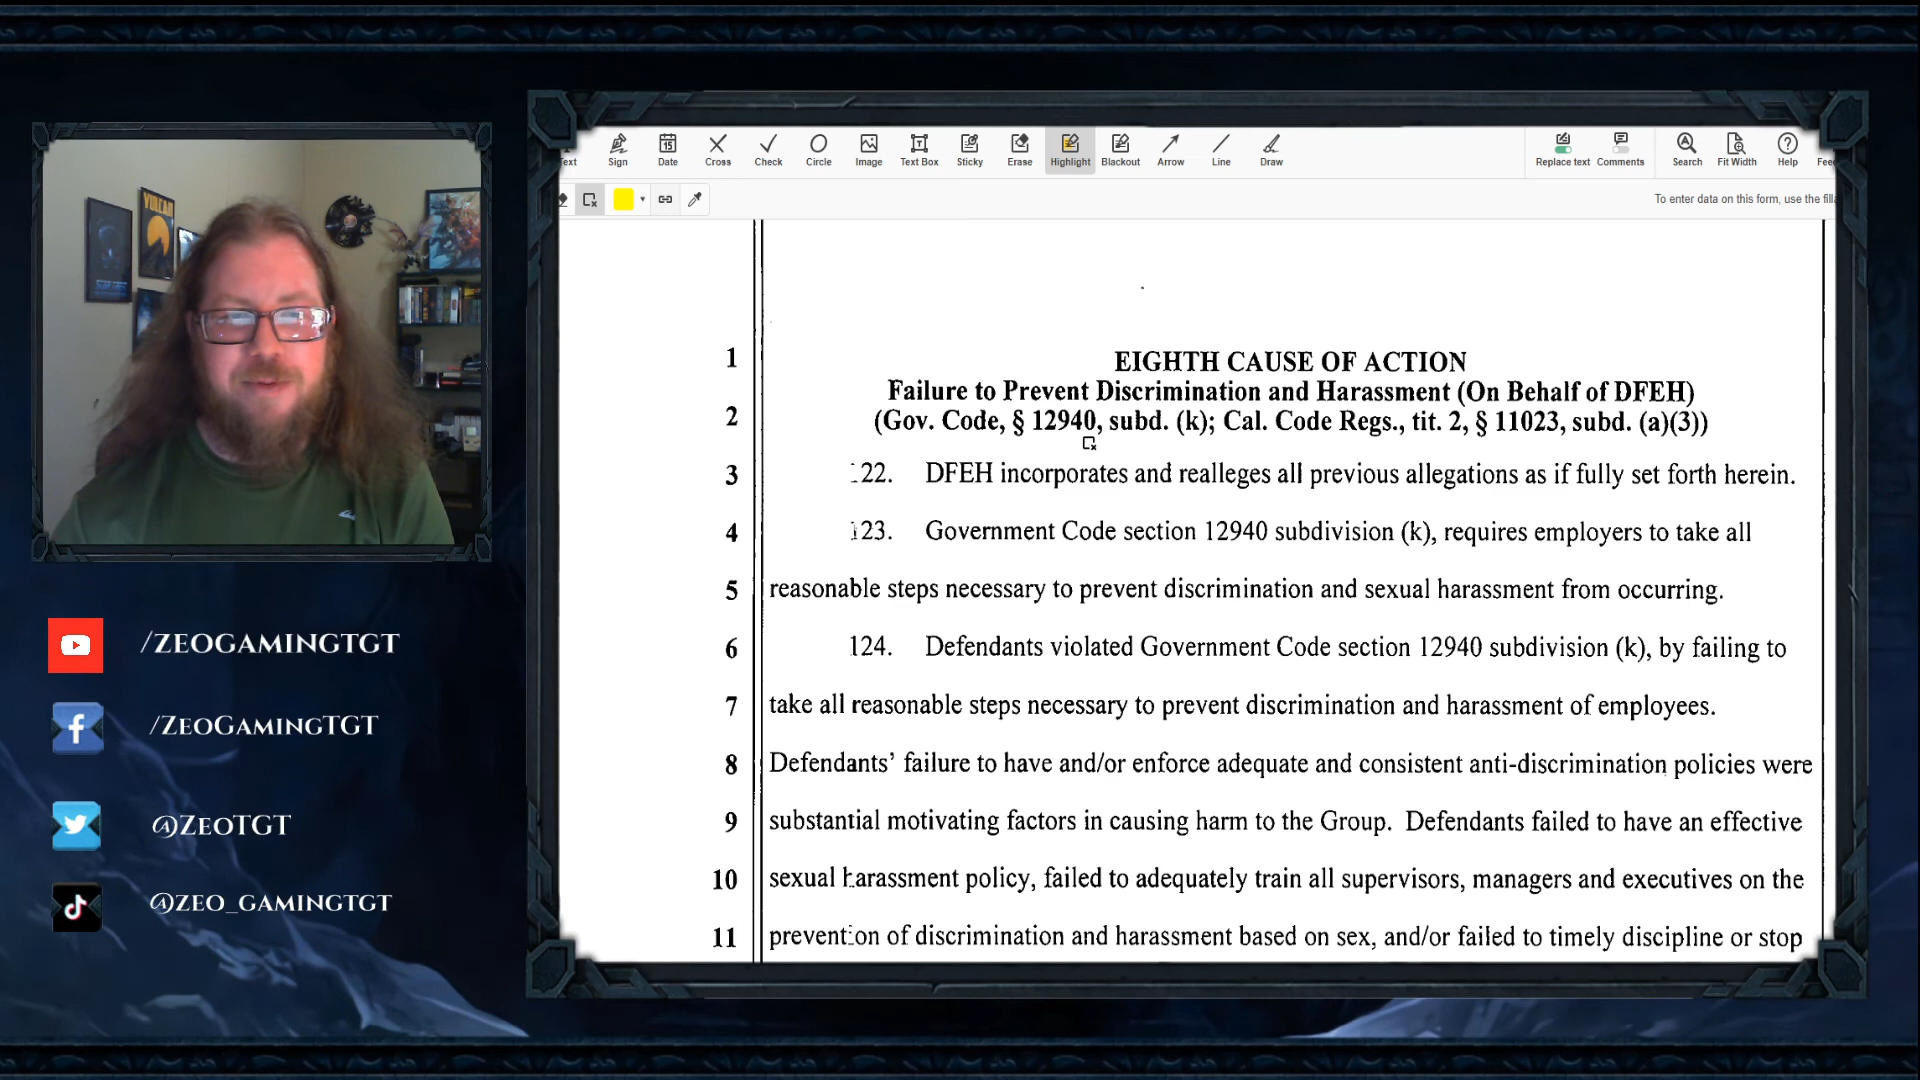 VULCAN
Text Sign Date Cross Check Circle Image Text Box Sticky Erase Highlight Blackout Arrow Line Draw Replace text Comments Search Fit Width Help
To enter data on this form, use the
1 EIGHTH CAUSE OF ACTION
Failure to Prevent Discrimination and Harassment (On Behalf of DFEH)
2 (Gov. Code, § 12940, subd. (k); Cal. Code Regs., tit. 2, § 11023, subd. (a)(3))
3 122. DFEH incorporates and realleges all previous allegations as if fully set forth herein.
4 123. Government Code section 12940 subdivision (k), requires employers to take all
5 reasonable steps necessary to prevent discrimination and sexual harassment from occurring.
6 124. Defendants violated Government Code section 12940 subdivision (k), by failing to
7 take all reasonable steps necessary to prevent discrimination and harassment of employees.
8 Defendants' failure to have and/or enforce adequate and consistent anti-discrimination policies were
9 substantial motivating factors in causing harm to the Group. Defendants failed to have an effective
10 sexual harassment policy, failed to adequately train all supervisors, managers and executives on the
11 prevention of discrimination and harassment based on sex, and/or failed to timely discipline or stop
/ZEOGAMINGTGT
/ZEOGAMINGTGT
@ZEOTGT
@ZEO_GAMINGTGT